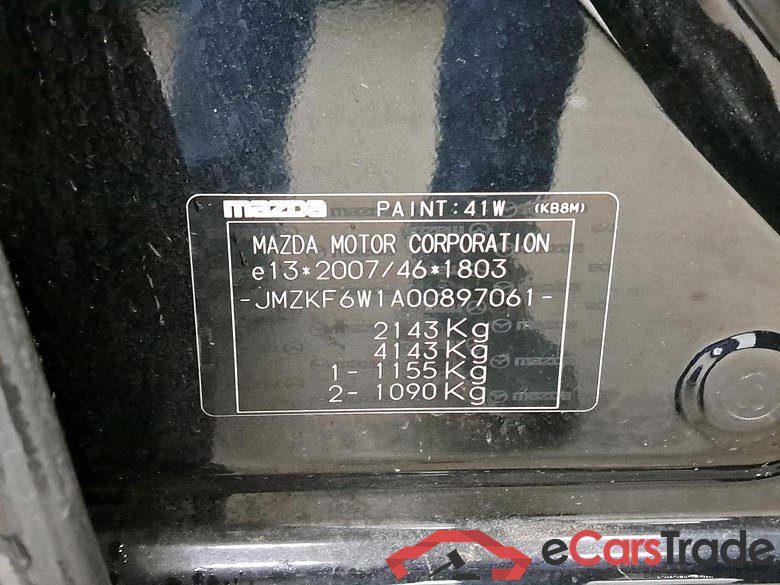 mazda PAINT:41W (KB8M)
MAZDA MOTOR CORPORATION
e13*2007/46*1803
-JMZKF6W1A00897061-
2143Kg
4143Kg
1- 1155Kg
2- 1090Kg
mazda
eCarsTrade